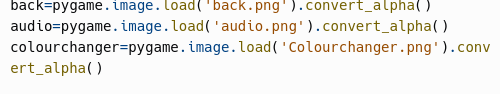 back=pygame.image.load('back.png').convert_alpha()
audio=pygame.image.load('audio.png').convert_alpha()
colourchanger=pygame.image.load('Colourchanger.png').conv
ert_alpha()